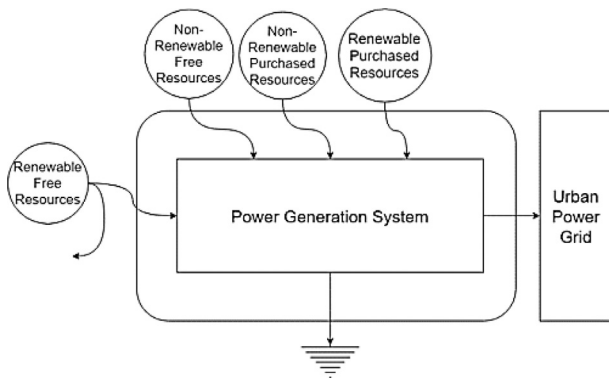 Non-
Renewable
Free
Resources
Non-
Renewable
Purchased
Resources
Renewable
Purchased
Resources
Renewable
Free
Resources
Power Generation System
Urban
Power
Grid